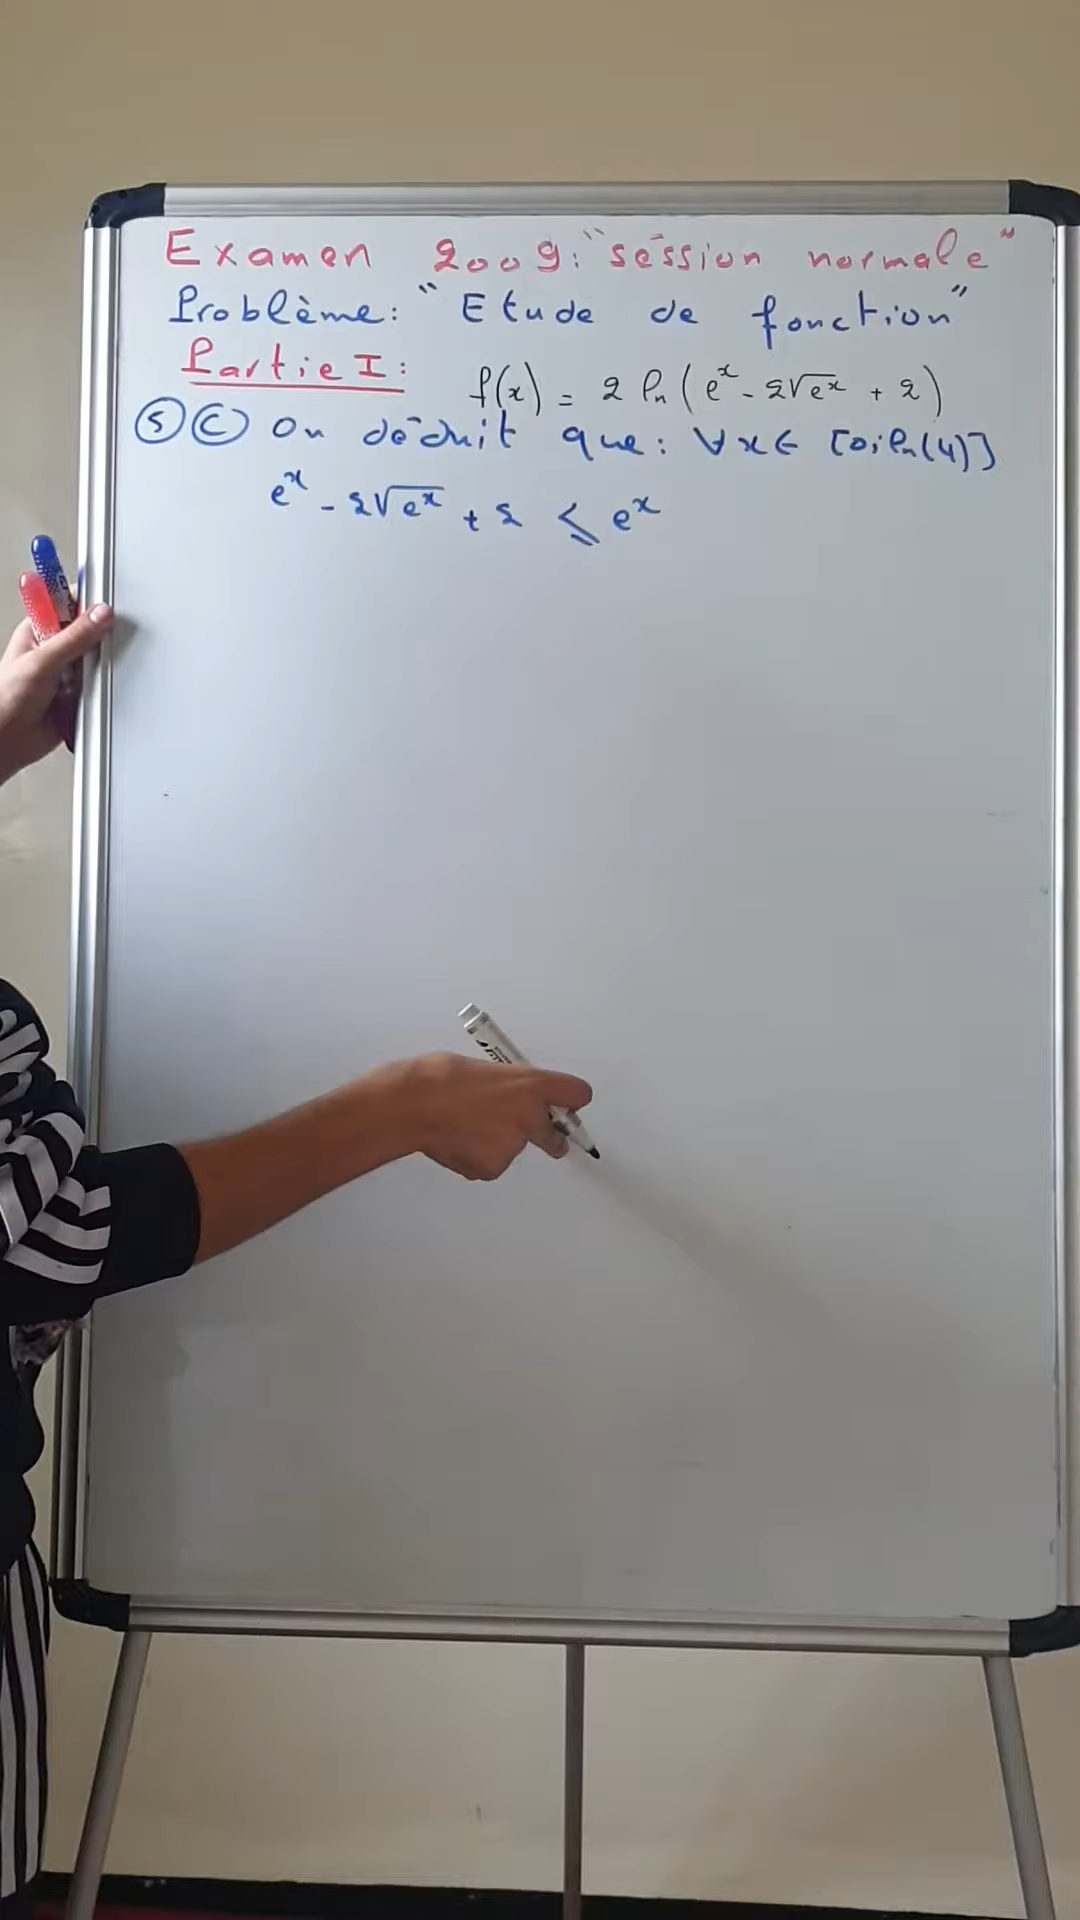 Examen 2009: "session normale"
Problème: "Etude de fonction"
Partie I: f(x) = 2 ln(e^x - 2√e^x + 2)
5 C On déduit que: ∀x∈ [0; ln(4)]
e^x - 2√e^x + 2 ≤ e^x